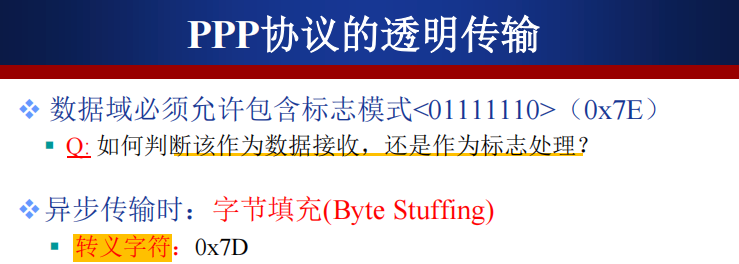 PPP协议的透明传输
数据域必须允许包含标志模式<01111110>（0x7E）
Q: 如何判断该作为数据接收，还是作为标志处理？
异步传输时：字节填充(Byte Stuffing)
转义字符：0x7D